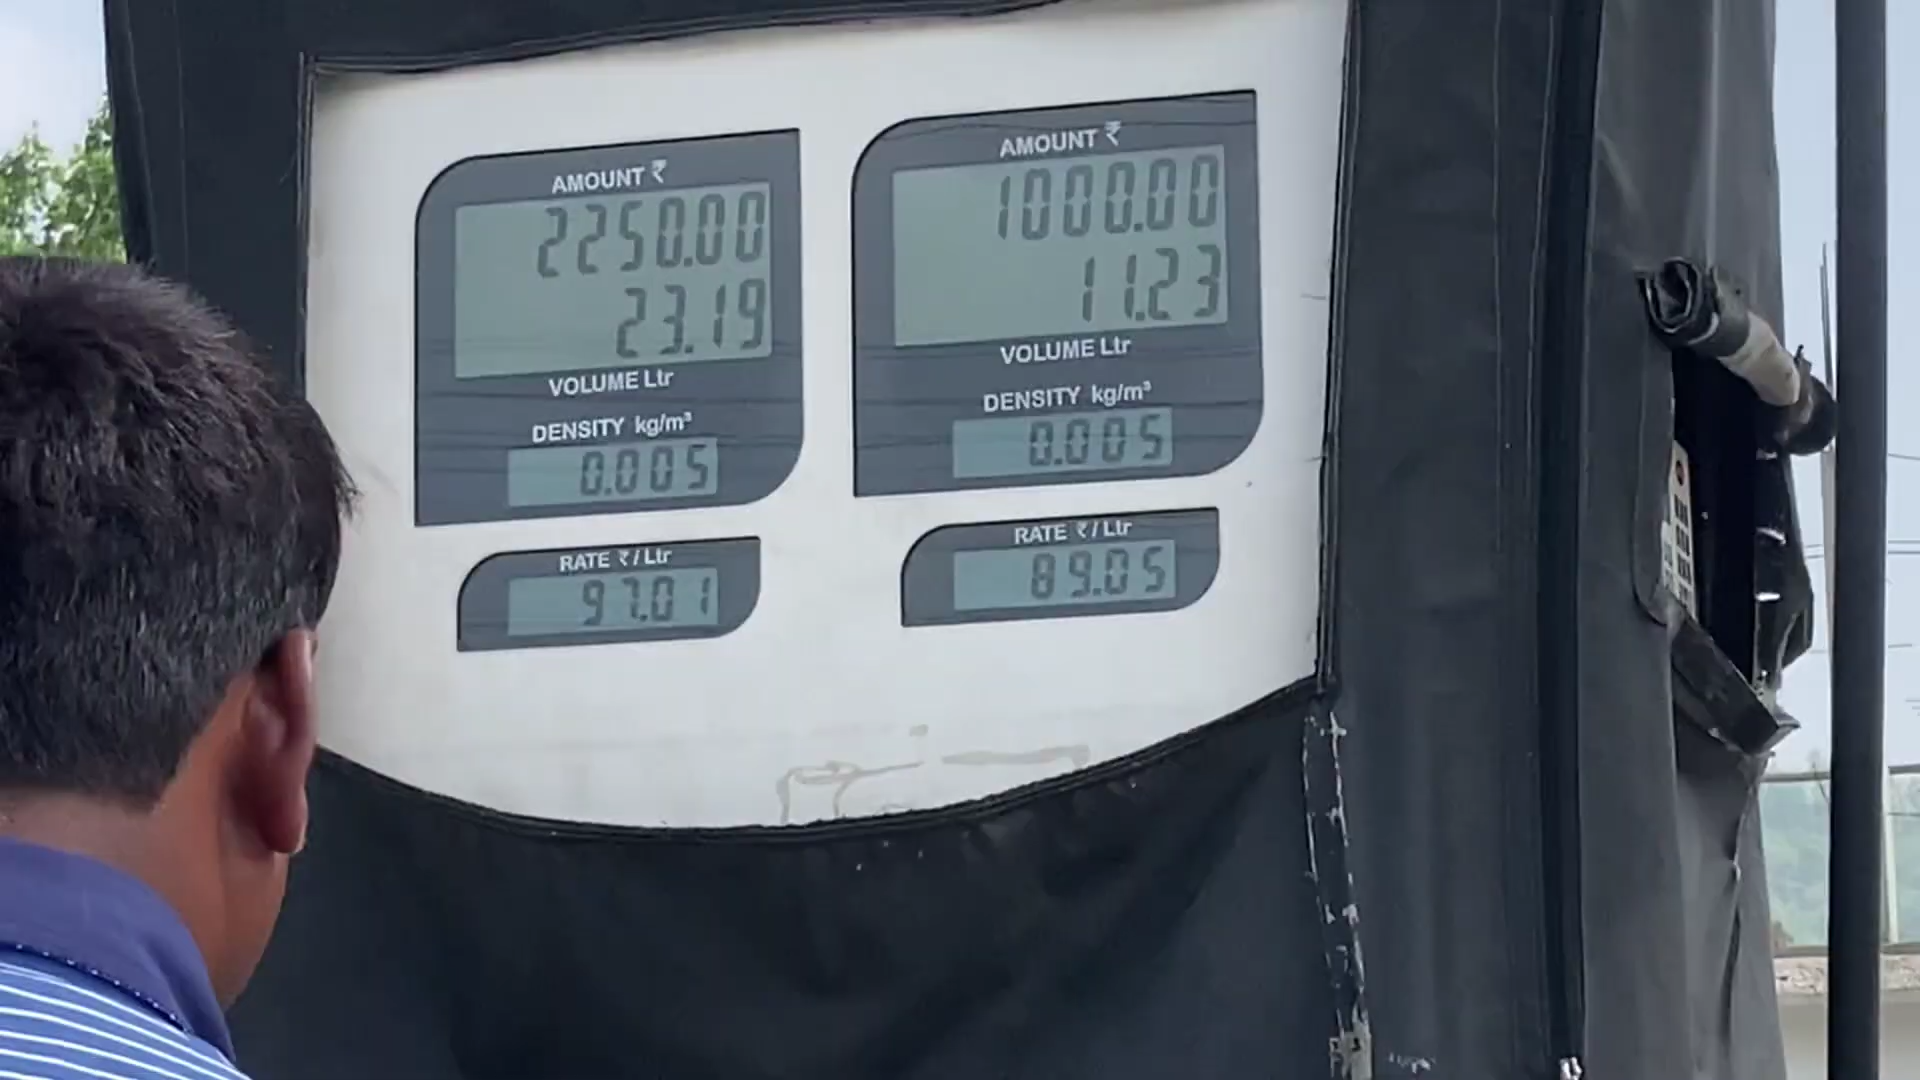 AMOUNT ₹
2250.00
23.19
VOLUME Ltr
DENSITY kg/m³
0.005
RATE ₹/Ltr
97.01
AMOUNT ₹
1000.00
11.23
VOLUME Ltr
DENSITY kg/m³
0.005
RATE ₹/Ltr
89.05